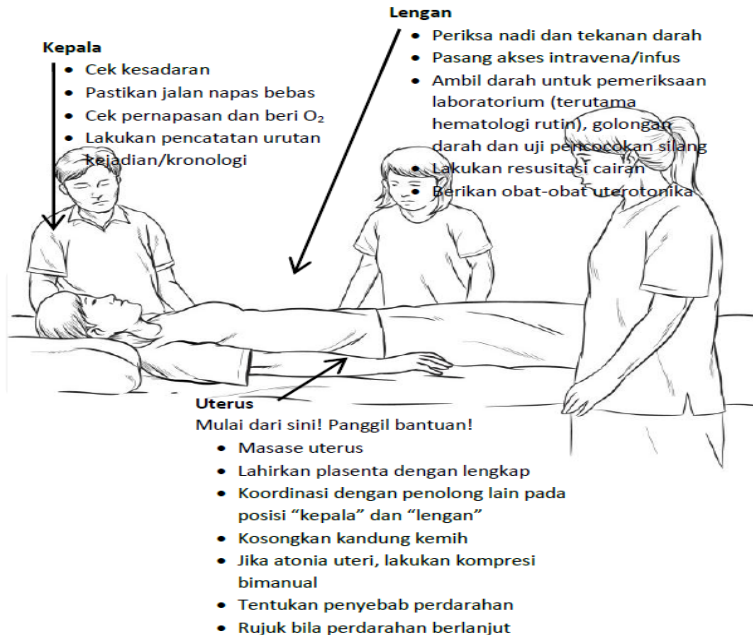 Kepala
• Cek kesadaran
• Pastikan jalan napas bebas
• Cek pernapasan dan beri O₂
• Lakukan pencatatan urutan
kejadian/kronologi
Lengan
• Periksa nadi dan tekanan darah
• Pasang akses intravena/infus
• Ambil darah untuk pemeriksaan
laboratorium (terutama
hematologi rutin), golongan
darah dan uji pencocokan silang
• Lakukan resusitasi cairan
• Berikan obat-obat uterotonika
Uterus
Mulai dari sini! Panggil bantuan!
• Masase uterus
• Lahirkan plasenta dengan lengkap
• Koordinasi dengan penolong lain pada
posisi “kepala” dan “lengan”
• Kosongkan kandung kemih
• Jika atonia uteri, lakukan kompresi
bimanual
• Tentukan penyebab perdarahan
• Rujuk bila perdarahan berlanjut